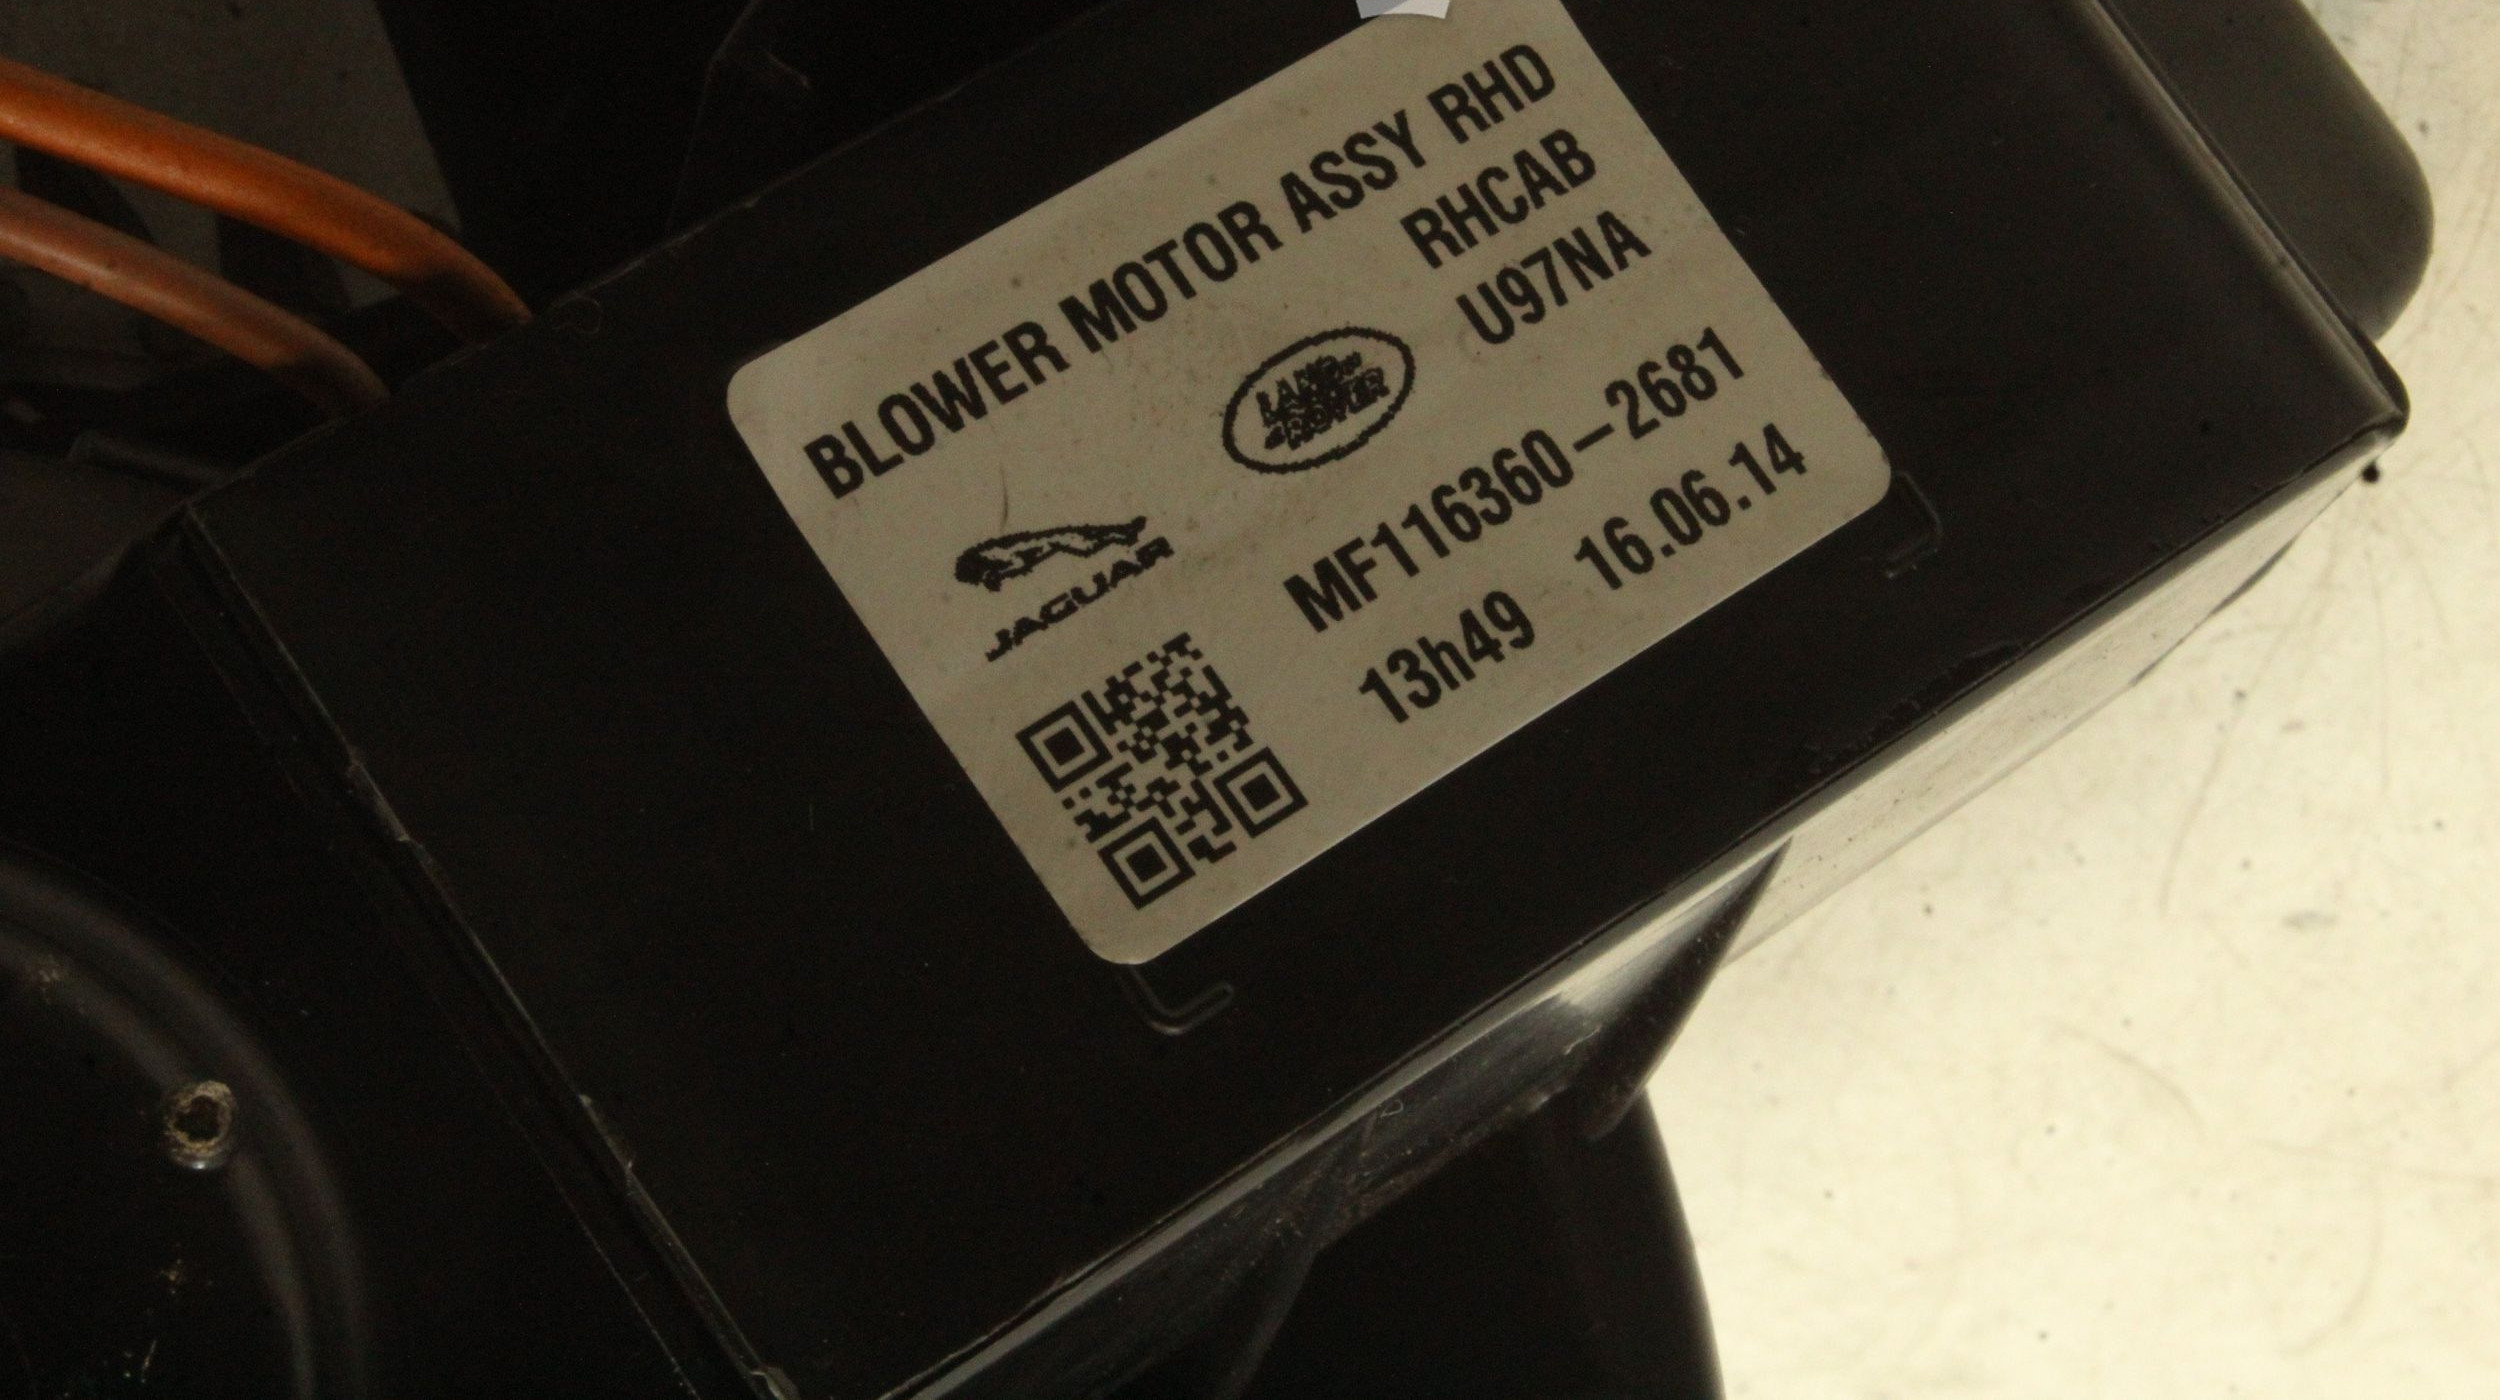 BLOWER MOTOR ASSY RHD
RHCAB
U97NA
LAND
ROVER
JAGUAR
MF116360-2681
13h49 16.06.14